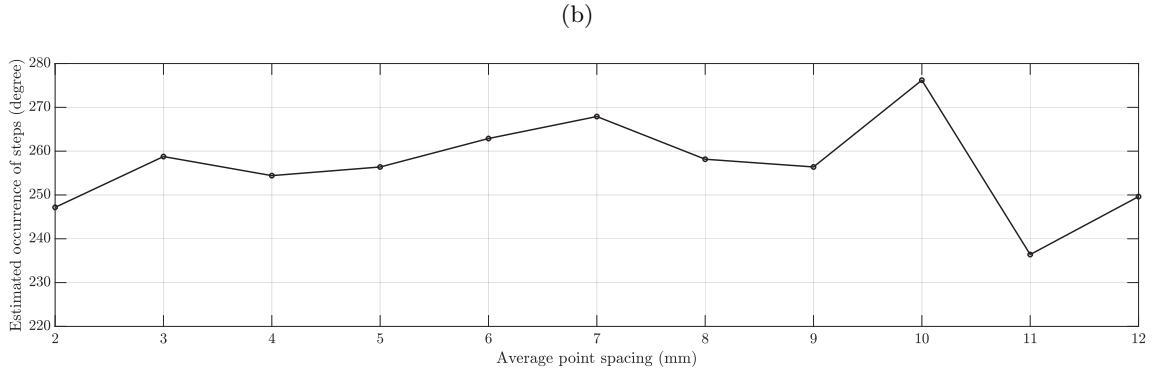 (b)
Estimated occurrence of steps (degree)
280
270
260
250
240
230
220
2 3 4 5 6 7 8 9 10 11 12
Average point spacing (mm)